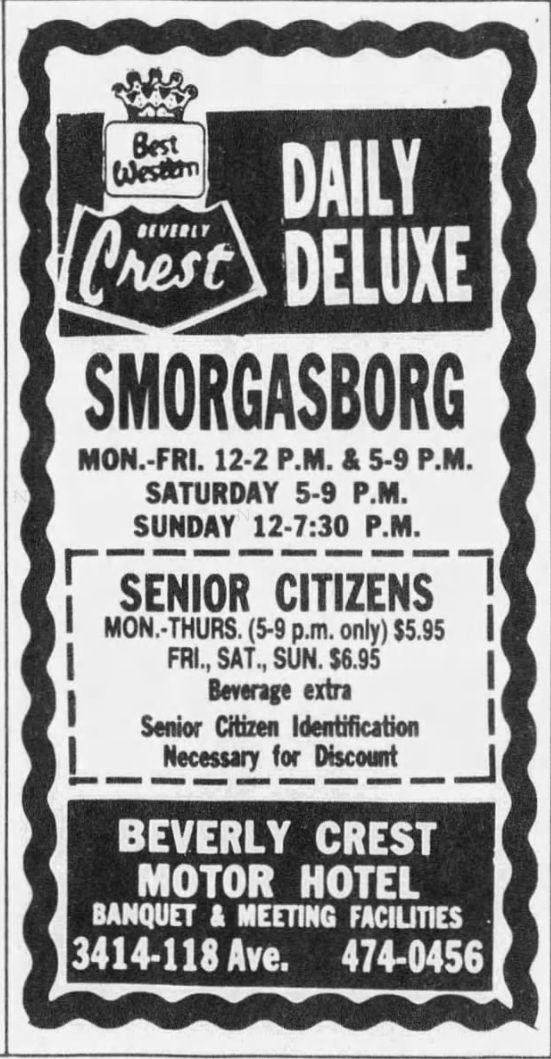 Best
Western
BEVERLY
Crest
DAILY
DELUXE
SMORGASBORG
MON.-FRI. 12-2 P.M. & 5-9 P.M.
SATURDAY 5-9 P.M.
SUNDAY 12-7:30 P.M.
SENIOR CITIZENS
MON.-THURS. (5-9 p.m. only) $5.95
FRI., SAT., SUN. $6.95
Beverage extra
Senior Citizen Identification
Necessary for Discount
BEVERLY CREST
MOTOR HOTEL
BANQUET & MEETING FACILITIES
3414-118 Ave. 474-0456